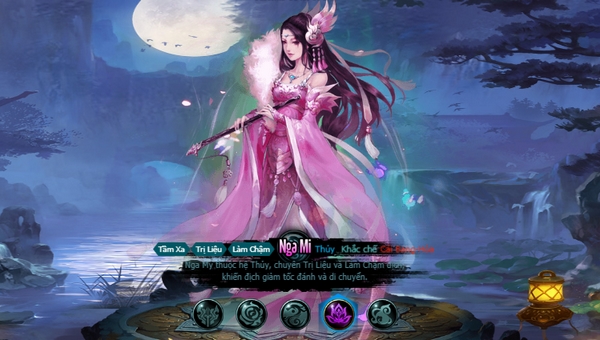 Tầm Xa Trị Liệu Làm Chậm Nga Mi Thủy Khắc chế
Nga My thuộc hệ Thủy, chuyên Trị Liệu và Làm Chậm địch,
khiến địch giảm tốc đánh và di chuyển.